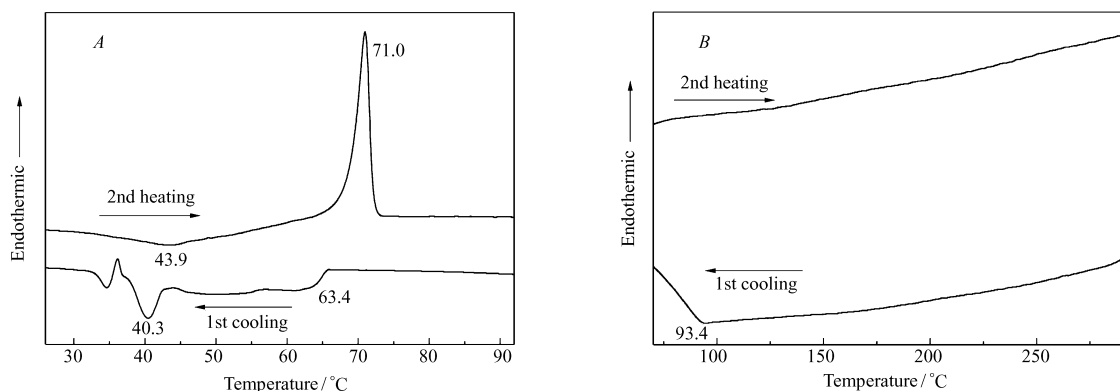 A
71.0
2nd heating
43.9
63.4
1st cooling
40.3
Endothermic
30 40 50 60 70 80 90
Temperature / °C
B
2nd heating
1st cooling
93.4
Endothermic
100 150 200 250
Temperature / °C